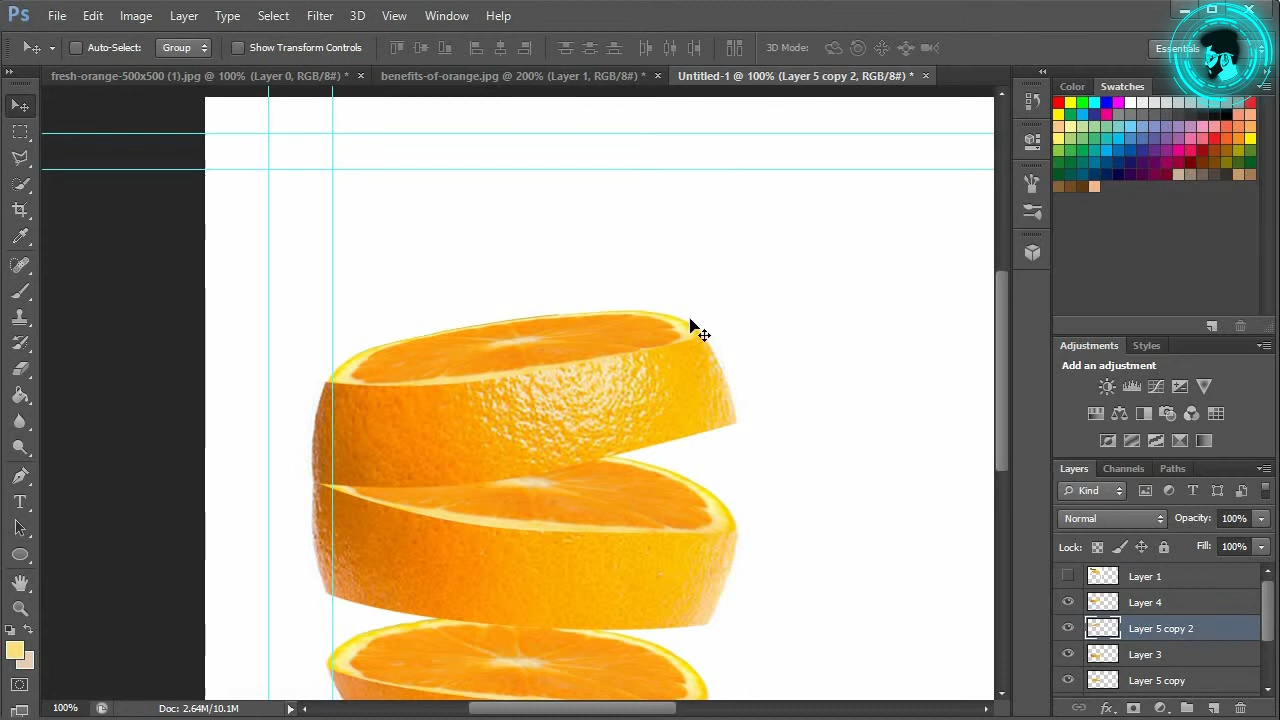 Ps File Edit Image Layer Type Select Filter 3D View Window Help
Auto-Select: Group Show Transform Controls 3D Mode: Essentials
fresh-orange-500x500 (1).jpg @ 100% (Layer 0, RGB/8#) * × benefits-of-orange.jpg @ 200% (Layer 1, RGB/8#) * × Untitled-1 @ 100% (Layer 5 copy 2, RGB/8#) * ×
Color Swatches
Adjustments Styles
Add an adjustment
Layers Channels Paths
Kind
Normal Opacity: 100%
Lock: Fill: 100%
Layer 1
Layer 4
Layer 5 copy 2
Layer 3
Layer 5 copy
100% Doc: 2.64M/10.1M